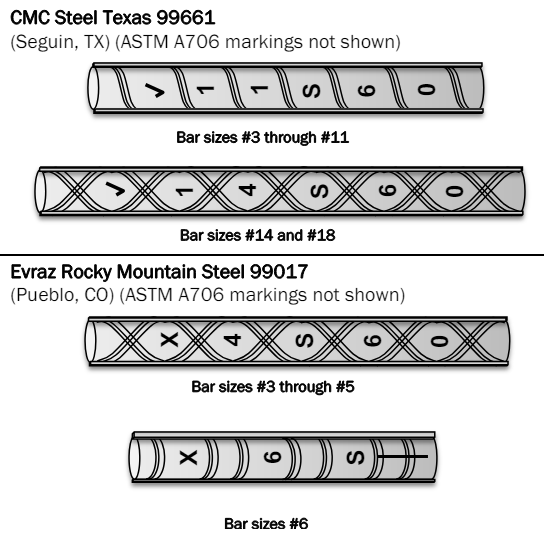 CMC Steel Texas 99661
(Seguin, TX) (ASTM A706 markings not shown)
√ 1 1 S 6 0
Bar sizes #3 through #11
√ 1 4 S 6 0
Bar sizes #14 and #18
Evraz Rocky Mountain Steel 99017
(Pueblo, CO) (ASTM A706 markings not shown)
X 4 S 6 0
Bar sizes #3 through #5
X 6 S
Bar sizes #6